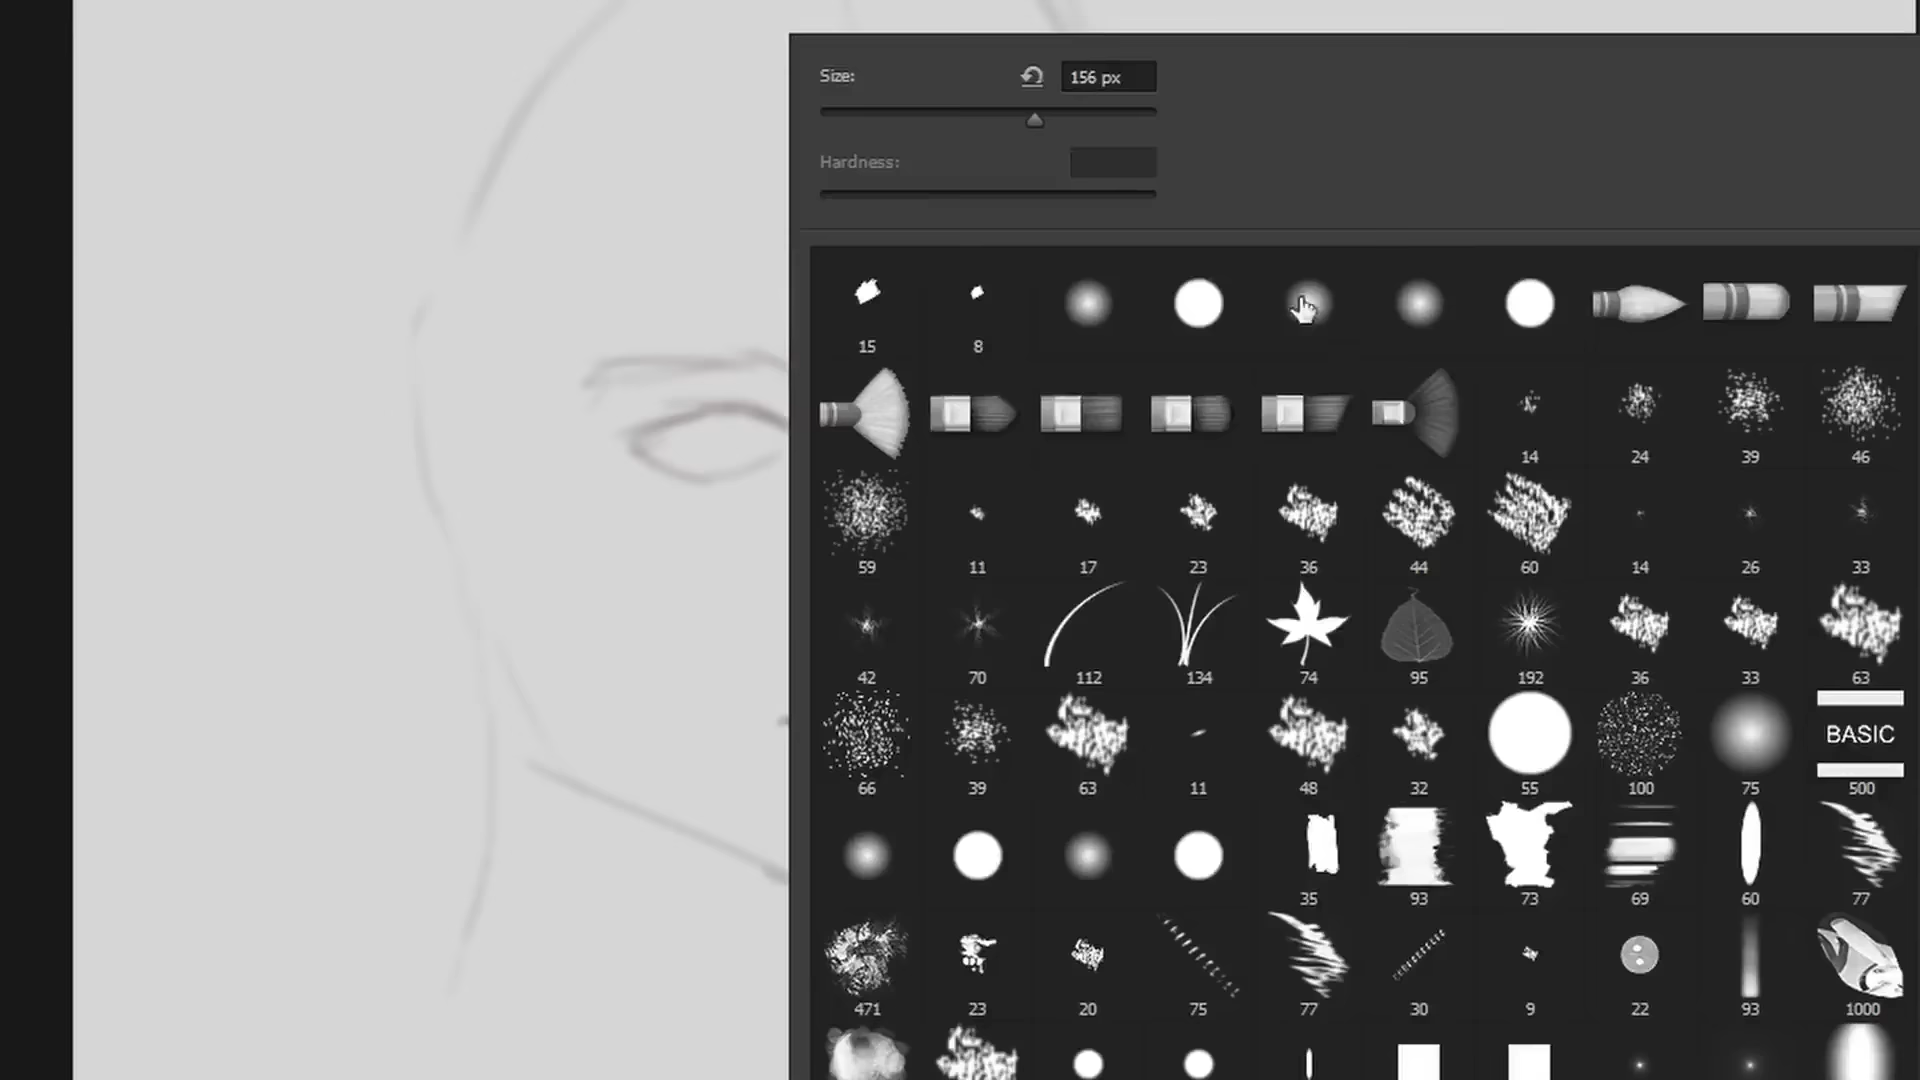 Size: 156 px
Hardness:
15 8
14 24 39 46
59 11 17 23 36 44 60 14 26 33
42 70 112 134 74 95 192 36 33 63
BASIC
66 39 63 11 48 32 55 100 75 500
35 93 73 69 60 77
471 23 20 75 77 30 9 22 93 1000